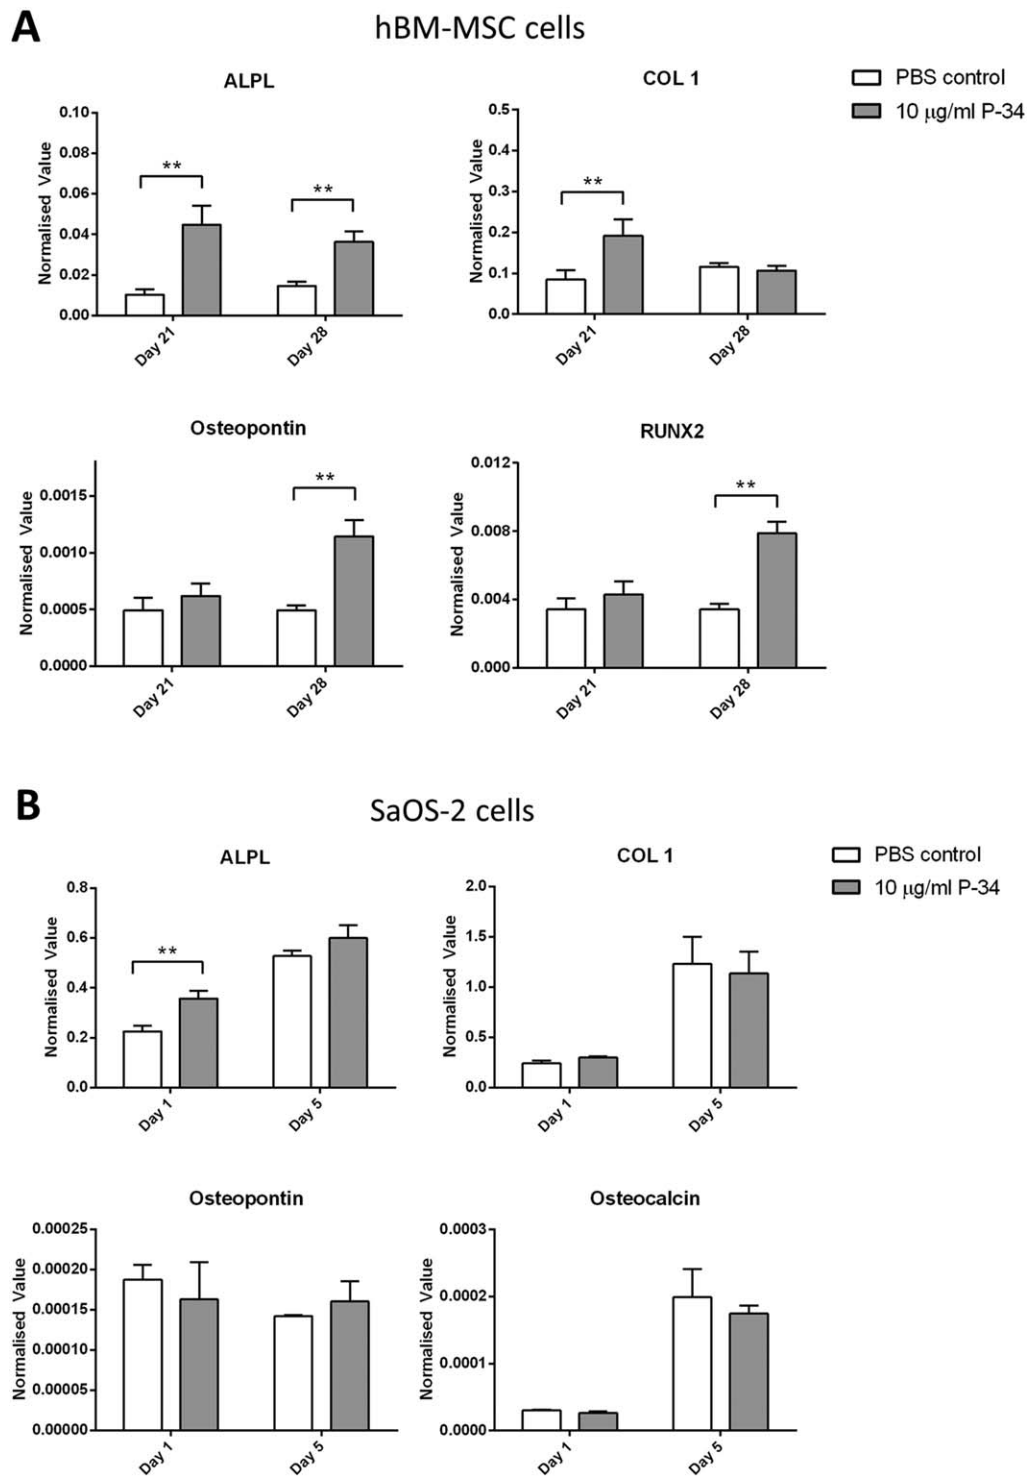 A
hBM-MSC cells
PBS control
10 μg/ml P-34
ALPL
Normalised Value
0.10
0.08
0.06
0.04
0.02
0.00
**
**
Day 21
Day 28
COL 1
Normalised Value
0.5
0.4
0.3
0.2
0.1
0.0
**
Day 21
Day 28
Osteopontin
Normalised Value
0.0015
0.0010
0.0005
0.0000
**
Day 21
Day 28
RUNX2
Normalised Value
0.012
0.008
0.004
0.000
**
Day 21
Day 28
B
SaOS-2 cells
PBS control
10 μg/ml P-34
ALPL
Normalised Value
0.8
0.6
0.4
0.2
0.0
**
Day 1
Day 5
COL 1
Normalised Value
2.0
1.5
1.0
0.5
0.0
Day 1
Day 5
Osteopontin
Normalised Value
0.00025
0.00020
0.00015
0.00010
0.00005
0.00000
Day 1
Day 5
Osteocalcin
Normalised Value
0.0003
0.0002
0.0001
0.0000
Day 1
Day 5